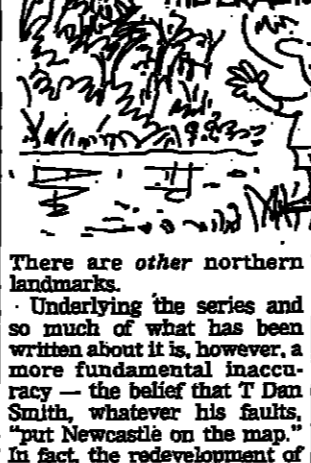 There are other northern
landmarks.
Underlying the series and
so much of what has been
written about it is, however, a
more fundamental inaccu-
racy — the belief that T Dan
Smith, whatever his faults,
"put Newcastle on the map."
In fact, the redevelopment of